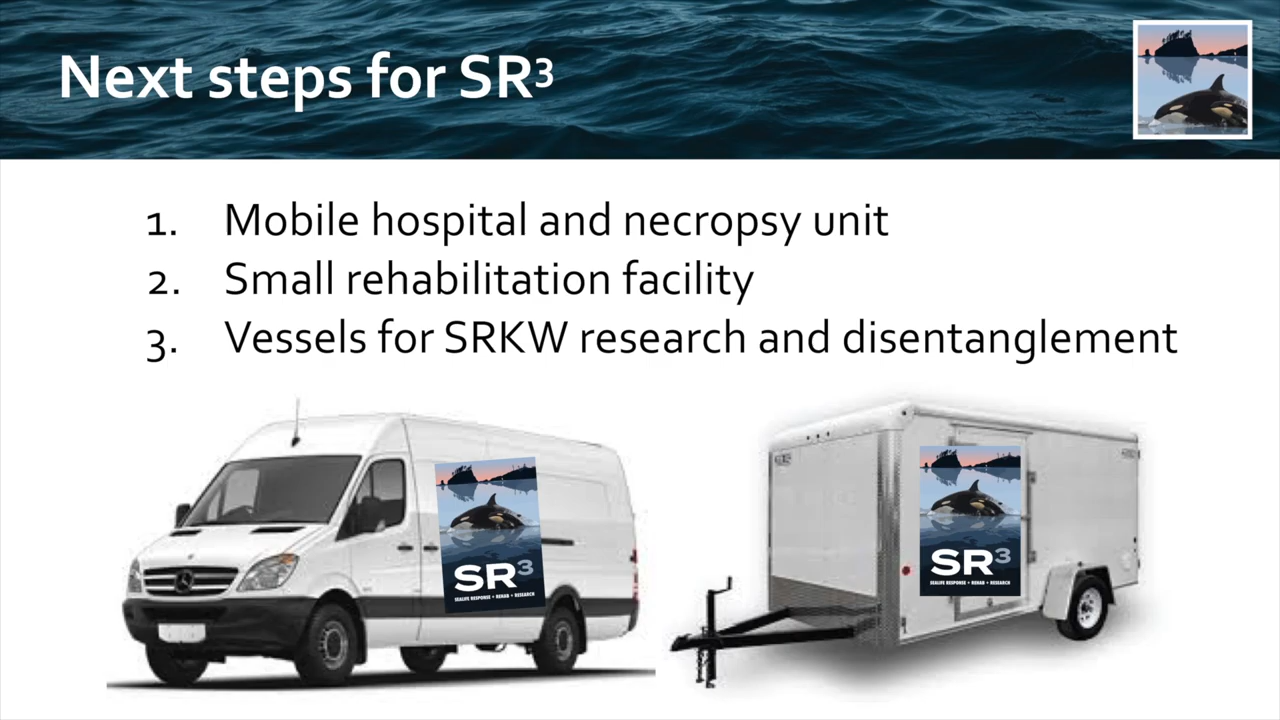 Next steps for SR³
1. Mobile hospital and necropsy unit
2. Small rehabilitation facility
3. Vessels for SRKW research and disentanglement
SR³
SEALIFE RESPONSE • REHAB • RESEARCH
SR³
SEALIFE RESPONSE • REHAB • RESEARCH